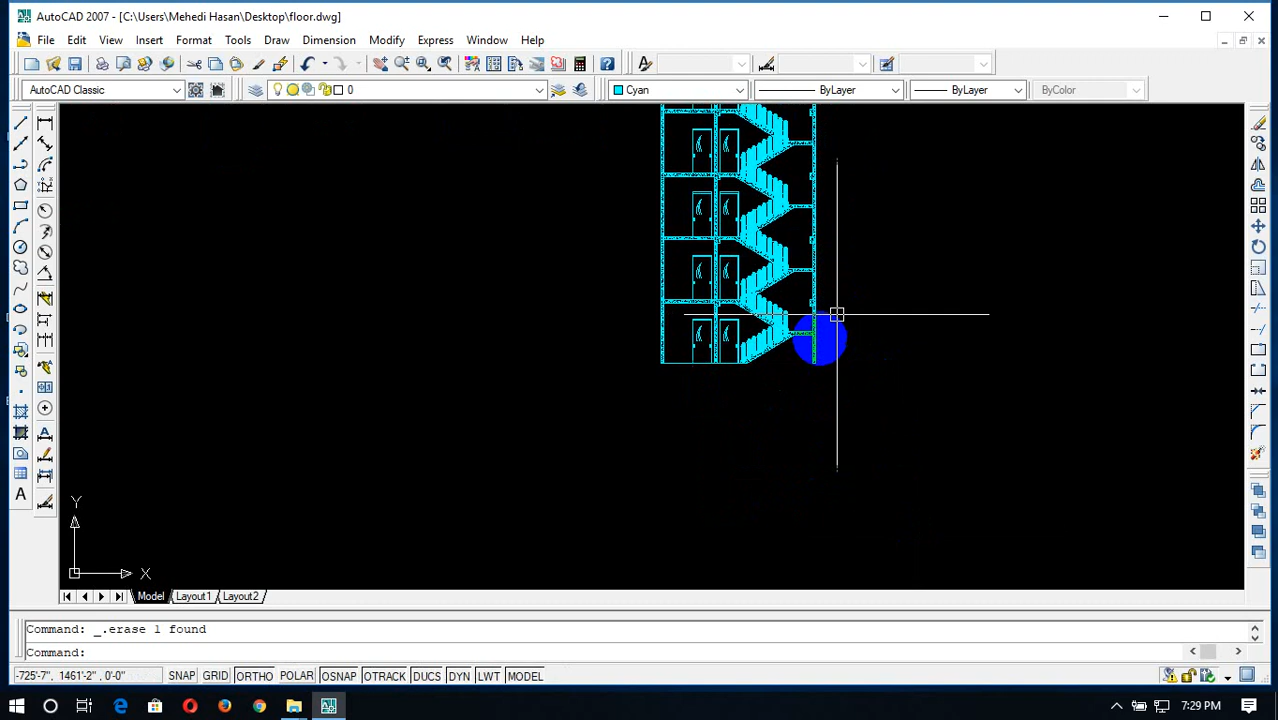 AutoCAD 2007 - [C:\Users\Mehedi Hasan\Desktop\floor.dwg]
File Edit View Insert Format Tools Draw Dimension Modify Express Window Help
AutoCAD Classic 0 Cyan ByLayer ByLayer ByColor
Y
X
Model Layout1 Layout2
Command: _.erase 1 found
Command:
-725'-7", 1461'-2", 0'-0" SNAP GRID ORTHO POLAR OSNAP OTRACK DUCS DYN LWT MODEL
7:29 PM